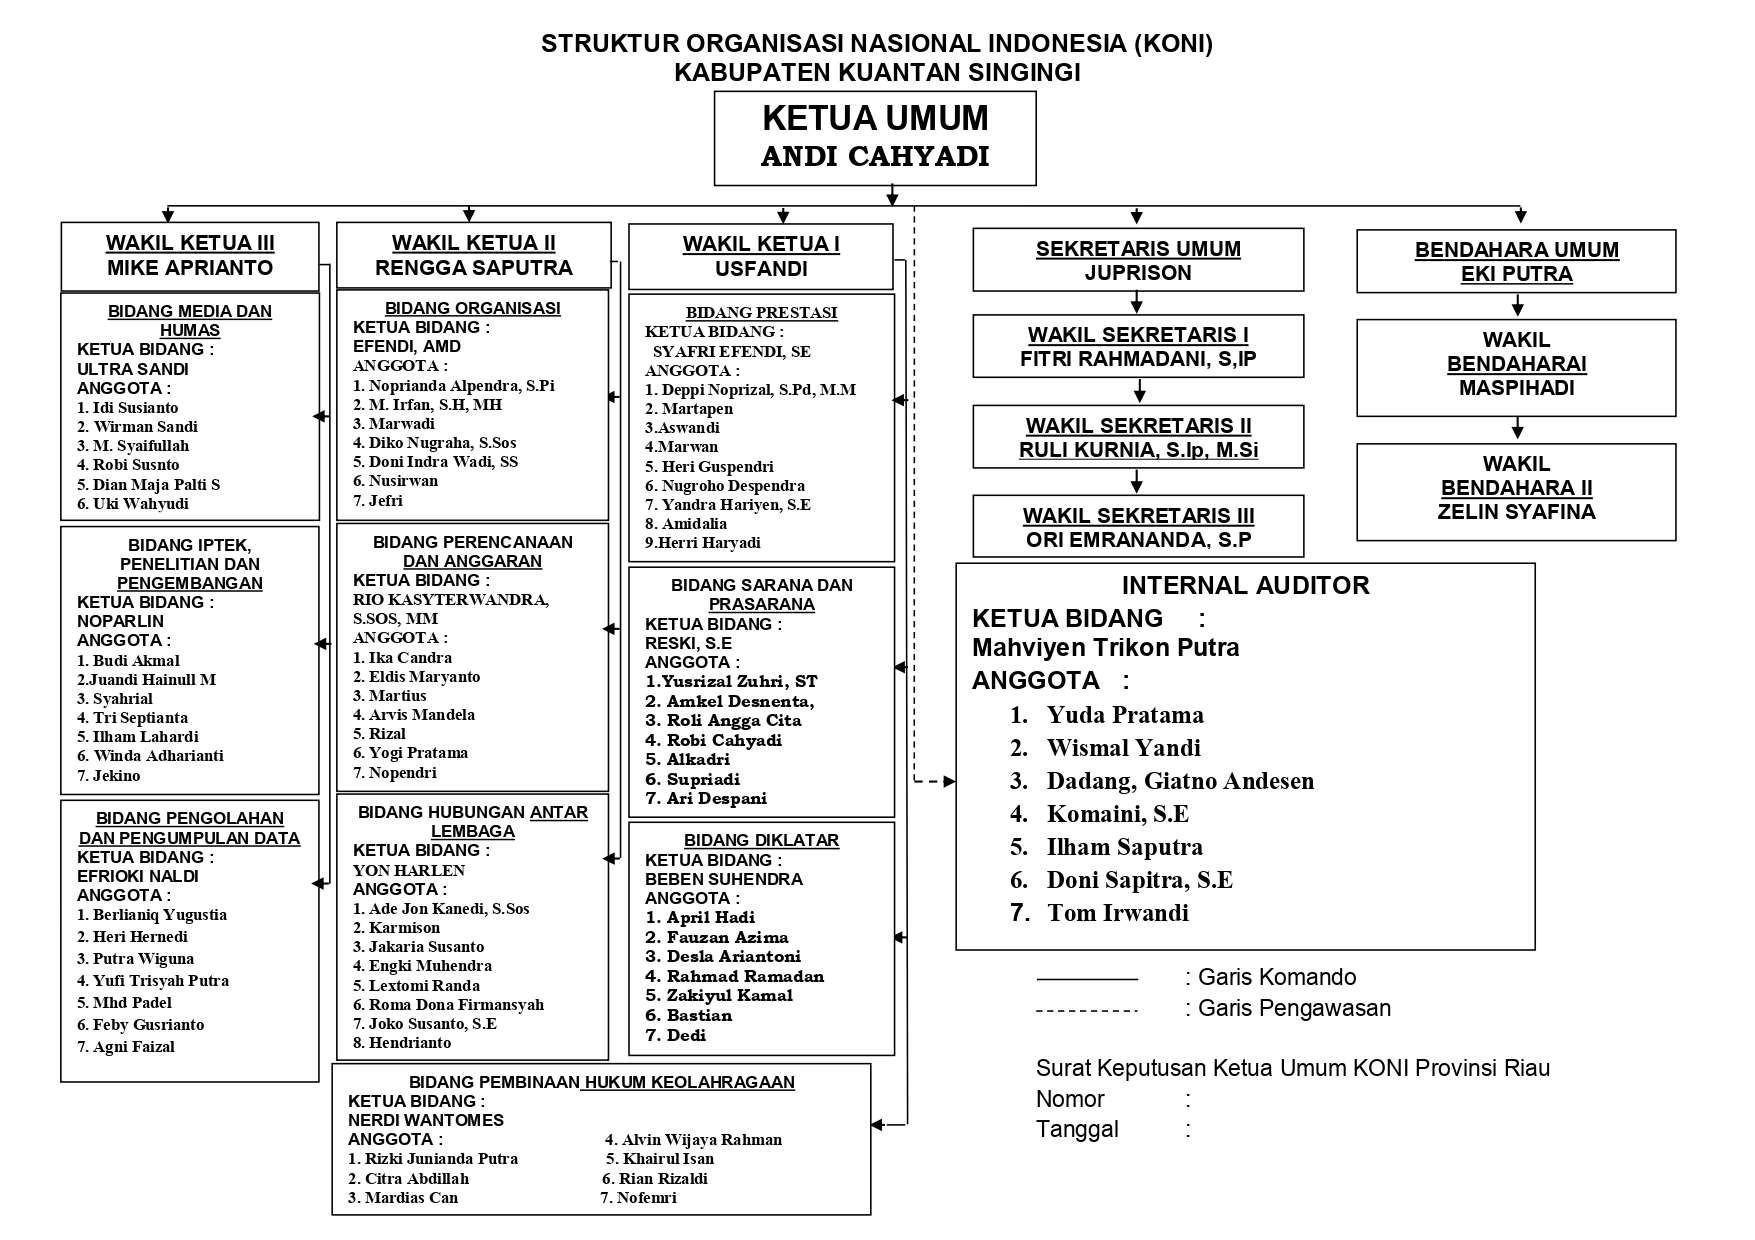 STRUKTUR ORGANISASI NASIONAL INDONESIA (KONI)
KABUPATEN KUANTAN SINGINGI
KETUA UMUM
ANDI CAHYADI
WAKIL KETUA III
MIKE APRIANTO
BIDANG MEDIA DAN
HUMAS
KETUA BIDANG :
ULTRA SANDI
ANGGOTA :
1. Idi Susianto
2. Wirman Sandi
3. M. Syaifullah
4. Robi Susnto
5. Dian Maja Palti S
6. Uki Wahyudi
BIDANG IPTEK,
PENELITIAN DAN
PENGEMBANGAN
KETUA BIDANG :
NOPARLIN
ANGGOTA :
1. Budi Akmal
2.Juandi Hainull M
3. Syahrial
4. Tri Septianta
5. Ilham Lahardi
6. Winda Adharianti
7. Jekino
BIDANG PENGOLAHAN
DAN PENGUMPULAN DATA
KETUA BIDANG :
EFRIOKI NALDI
ANGGOTA :
1. Berlianiq Yugustia
2. Heri Hernedi
3. Putra Wiguna
4. Yufi Trisyah Putra
5. Mhd Padel
6. Feby Gusrianto
7. Agni Faizal
WAKIL KETUA II
RENGGA SAPUTRA
BIDANG ORGANISASI
KETUA BIDANG :
EFENDI, AMD
ANGGOTA :
1. Noprianda Alpendra, S.Pi
2. M. Irfan, S.H, MH
3. Marwadi
4. Diko Nugraha, S.Sos
5. Doni Indra Wadi, SS
6. Nusirwan
7. Jefri
BIDANG PERENCANAAN
DAN ANGGARAN
KETUA BIDANG :
RIO KASYTERWANDRA,
S.SOS, MM
ANGGOTA :
1. Ika Candra
2. Eldis Maryanto
3. Martius
4. Arvis Mandela
5. Rizal
6. Yogi Pratama
7. Nopendri
BIDANG HUBUNGAN ANTAR
LEMBAGA
KETUA BIDANG :
YON HARLEN
ANGGOTA :
1. Ade Jon Kanedi, S.Sos
2. Karmison
3. Jakaria Susanto
4. Engki Muhendra
5. Lextomi Randa
6. Roma Dona Firmansyah
7. Joko Susanto, S.E
8. Hendrianto
WAKIL KETUA I
USFANDI
BIDANG PRESTASI
KETUA BIDANG :
SYAFRI EFENDI, SE
ANGGOTA :
1. Deppi Noprizal, S.Pd, M.M
2. Martapen
3.Aswandi
4.Marwan
5. Heri Guspendri
6. Nugroho Despendra
7. Yandra Hariyen, S.E
8. Amidalia
9.Herri Haryadi
BIDANG SARANA DAN
PRASARANA
KETUA BIDANG :
RESKI, S.E
ANGGOTA :
1.Yusrizal Zuhri, ST
2. Amkel Desnenta,
3. Roli Angga Cita
4. Robi Cahyadi
5. Alkadri
6. Supriadi
7. Ari Despani
BIDANG DIKLATAR
KETUA BIDANG :
BEBEN SUHENDRA
ANGGOTA :
1. April Hadi
2. Fauzan Azima
3. Desla Ariantoni
4. Rahmad Ramadan
5. Zakiyul Kamal
6. Bastian
7. Dedi
BIDANG PEMBINAAN HUKUM KEOLAHRAGAAN
KETUA BIDANG :
NERDI WANTOMES
ANGGOTA :
1. Rizki Junianda Putra
2. Citra Abdillah
3. Mardias Can
4. Alvin Wijaya Rahman
5. Khairul Isan
6. Rian Rizaldi
7. Nofemri
SEKRETARIS UMUM
JUPRISON
WAKIL SEKRETARIS I
FITRI RAHMADANI, S,IP
WAKIL SEKRETARIS II
RULI KURNIA, S.Ip, M.Si
WAKIL SEKRETARIS III
ORI EMRANANDA, S.P
BENDAHARA UMUM
EKI PUTRA
WAKIL
BENDAHARAI
MASPIHADI
WAKIL
BENDAHARA II
ZELIN SYAFINA
INTERNAL AUDITOR
KETUA BIDANG :
Mahviyen Trikon Putra
ANGGOTA :
1. Yuda Pratama
2. Wismal Yandi
3. Dadang, Giatno Andesen
4. Komaini, S.E
5. Ilham Saputra
6. Doni Sapitra, S.E
7. Tom Irwandi
: Garis Komando
: Garis Pengawasan
Surat Keputusan Ketua Umum KONI Provinsi Riau
Nomor :
Tanggal :